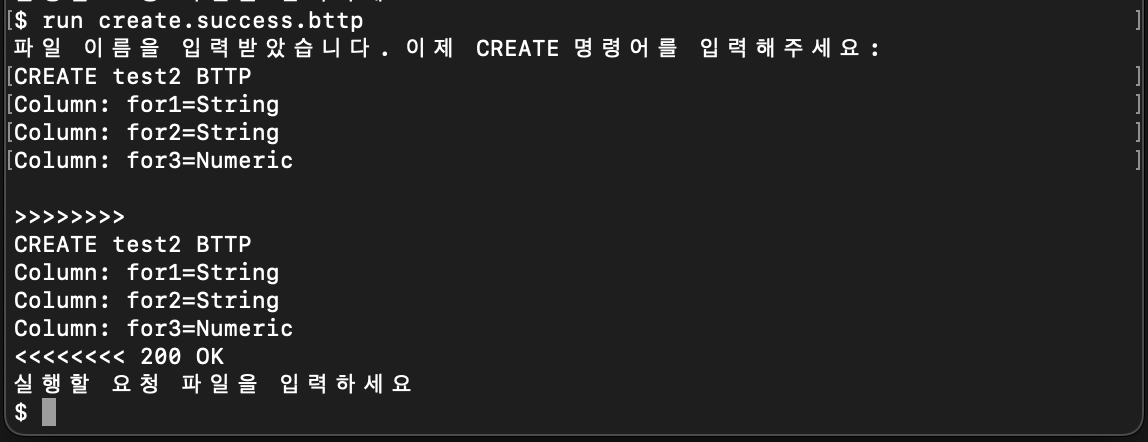 $ run create.success.bttp
파일 이름을 입력받았습니다. 이제 CREATE 명령어를 입력해주세요:
CREATE test2 BTTP
Column: for1=String
Column: for2=String
Column: for3=Numeric
>>>>>>>>
CREATE test2 BTTP
Column: for1=String
Column: for2=String
Column: for3=Numeric
<<<<<<<< 200 OK
실행할 요청 파일을 입력하세요
$